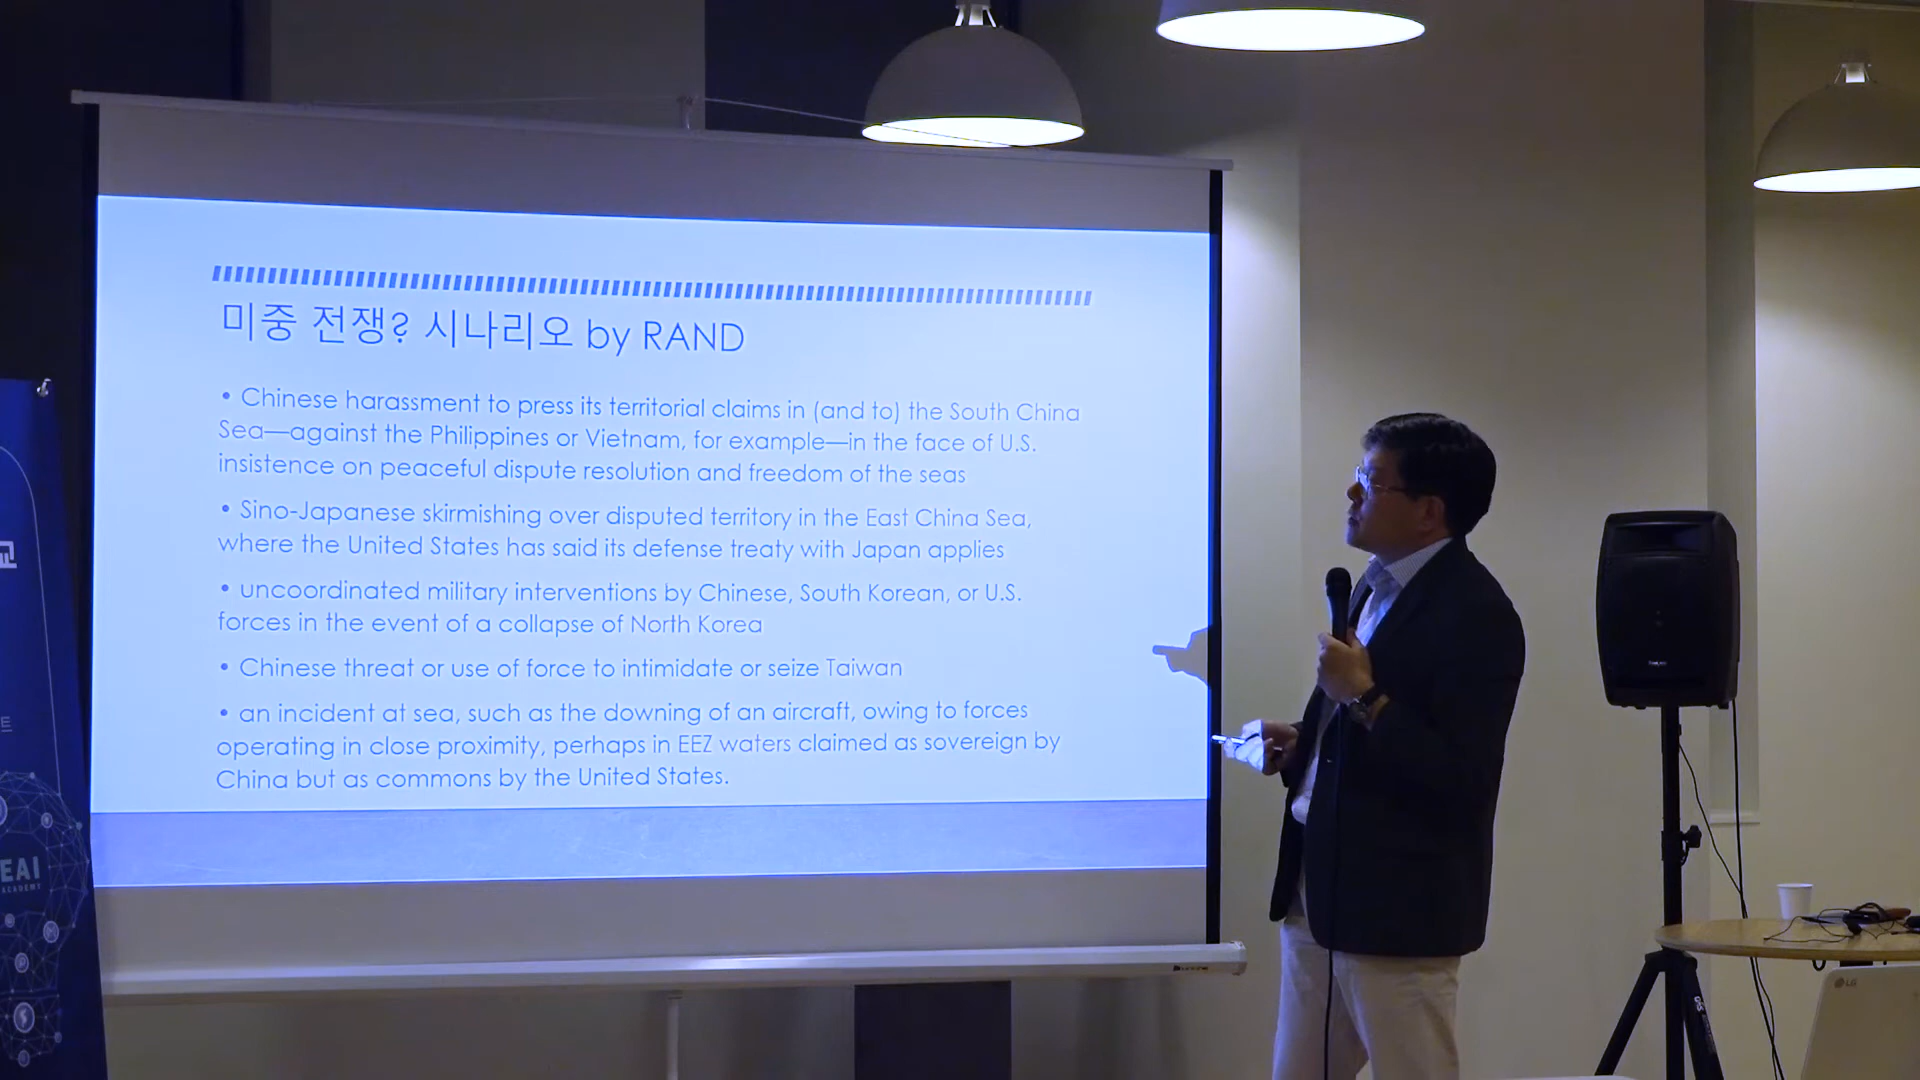 미중 전쟁? 시나리오 by RAND
• Chinese harassment to press its territorial claims in (and to) the South China
Sea—against the Philippines or Vietnam, for example—in the face of U.S.
insistence on peaceful dispute resolution and freedom of the seas
• Sino-Japanese skirmishing over disputed territory in the East China Sea,
where the United States has said its defense treaty with Japan applies
• uncoordinated military interventions by Chinese, South Korean, or U.S.
forces in the event of a collapse of North Korea
• Chinese threat or use of force to intimidate or seize Taiwan
• an incident at sea, such as the downing of an aircraft, owing to forces
operating in close proximity, perhaps in EEZ waters claimed as sovereign by
China but as commons by the United States.
트
EAI
ACADEMY
LG